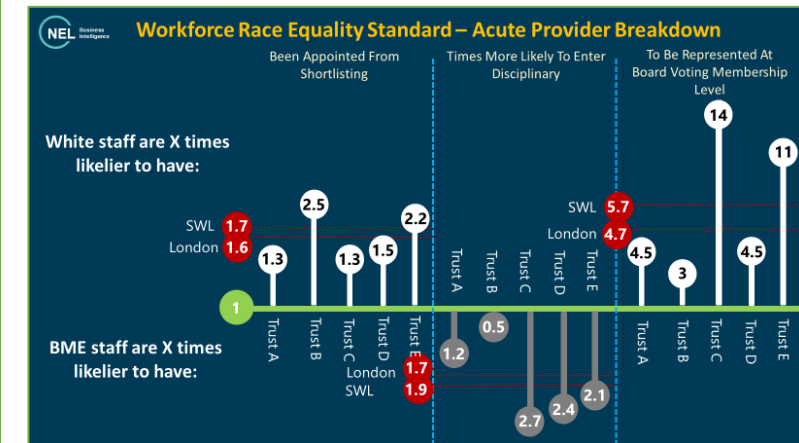 NEL Business Intelligence
Workforce Race Equality Standard – Acute Provider Breakdown
Been Appointed From
Shortlisting
Times More Likely To Enter
Disciplinary
To Be Represented At
Board Voting Membership
Level
White staff are X times
likelier to have:
SWL 1.7
London 1.6
1.3
2.5
1.3
1.5
2.2
1
Trust A
Trust B
Trust C
Trust D
Trust E
BME staff are X times
likelier to have:
London 1.7
SWL 1.9
Trust A
Trust B
Trust C
Trust D
Trust E
1.2
0.5
2.7
2.4
2.1
SWL 5.7
London 4.7
4.5
3
14
4.5
11
Trust A
Trust B
Trust C
Trust D
Trust E